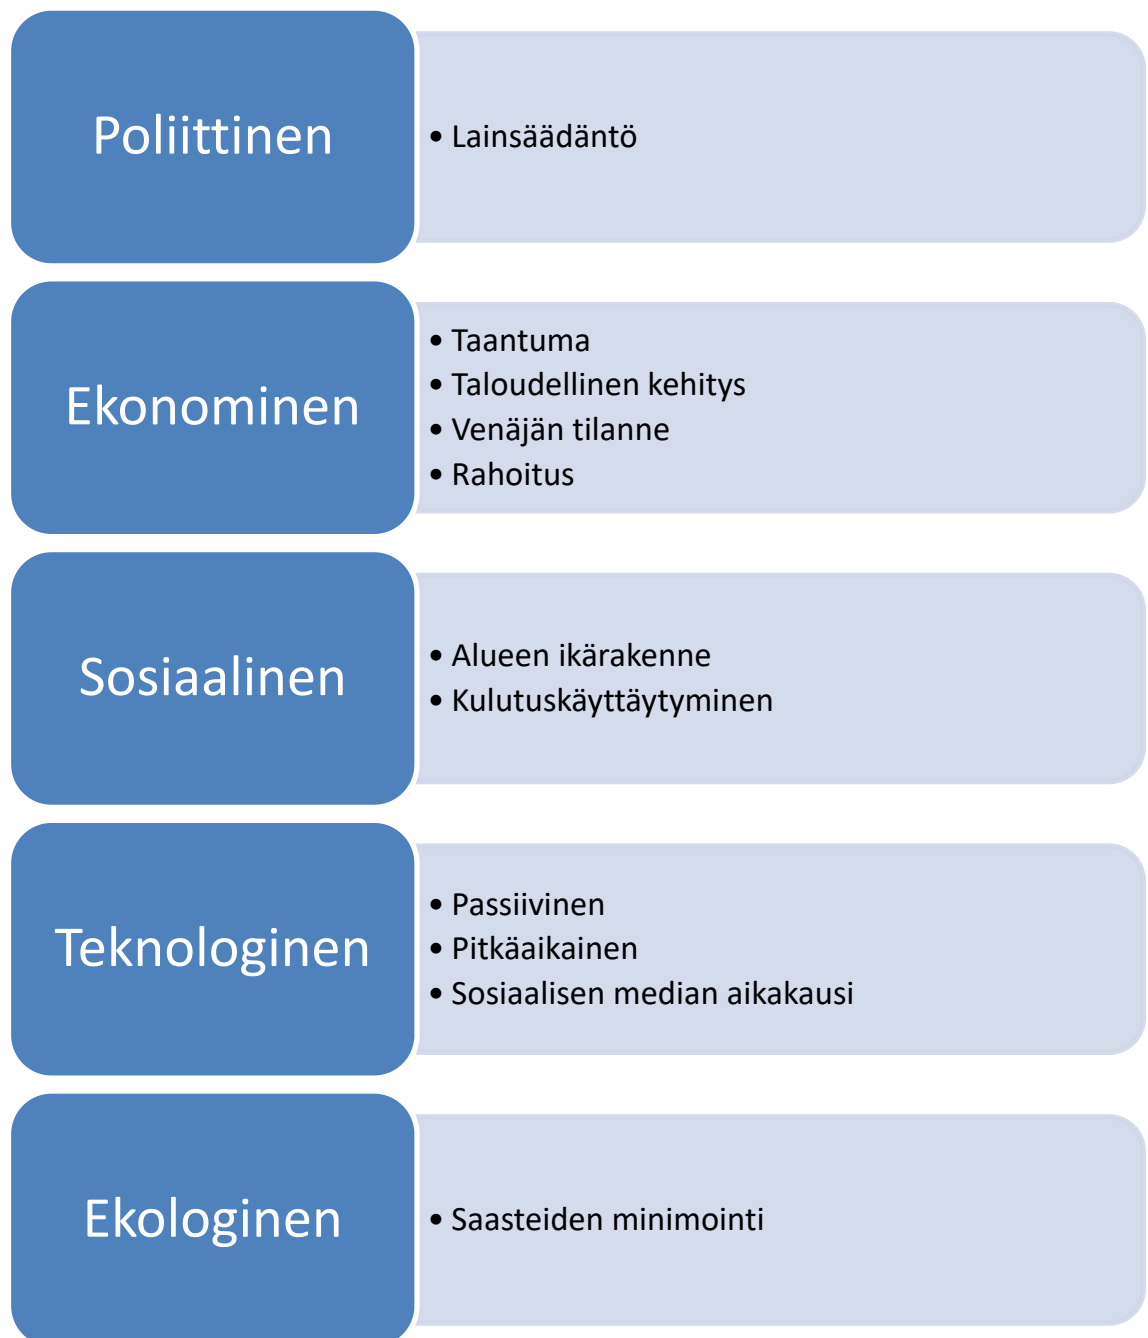 Poliittinen
• Lainsäädäntö
Ekonominen
• Taantuma
• Taloudellinen kehitys
• Venäjän tilanne
• Rahoitus
Sosiaalinen
• Alueen ikärakenne
• Kulutuskäyttäytyminen
Teknologinen
• Passiivinen
• Pitkäaikainen
• Sosiaalisen median aikakausi
Ekologinen
• Saasteiden minimointi